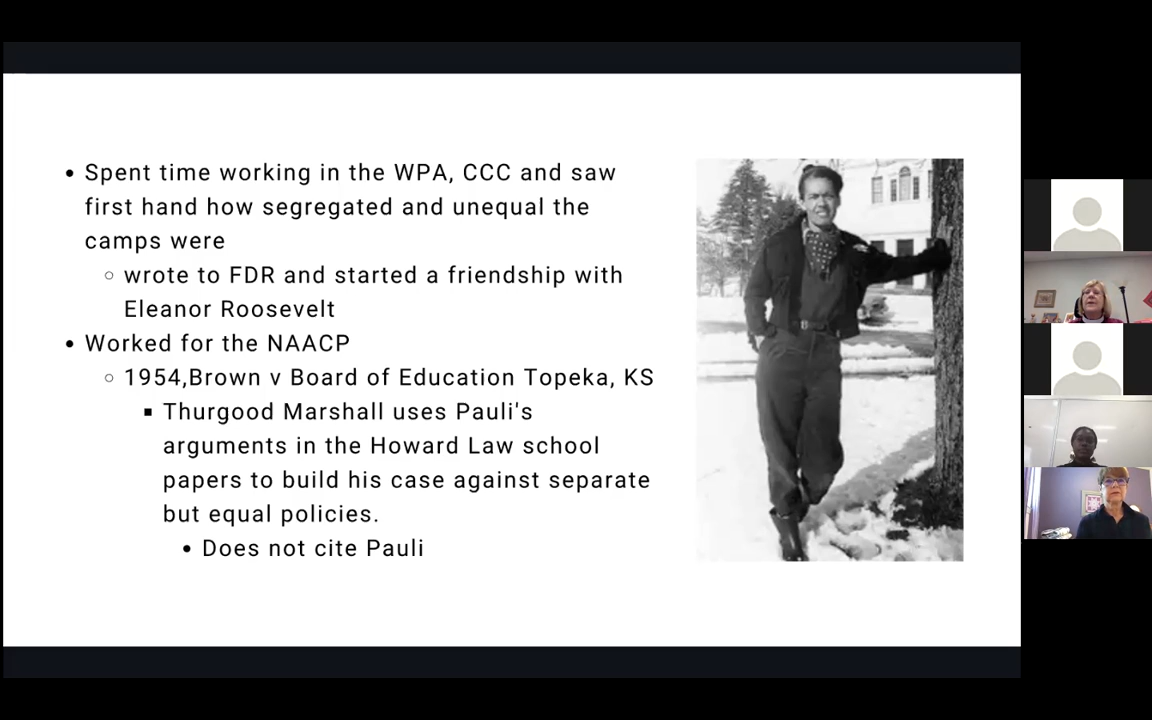 Spent time working in the WPA, CCC and saw
first hand how segregated and unequal the
camps were
wrote to FDR and started a friendship with
Eleanor Roosevelt
Worked for the NAACP
1954,Brown v Board of Education Topeka, KS
Thurgood Marshall uses Pauli's
arguments in the Howard Law school
papers to build his case against separate
but equal policies.
Does not cite Pauli